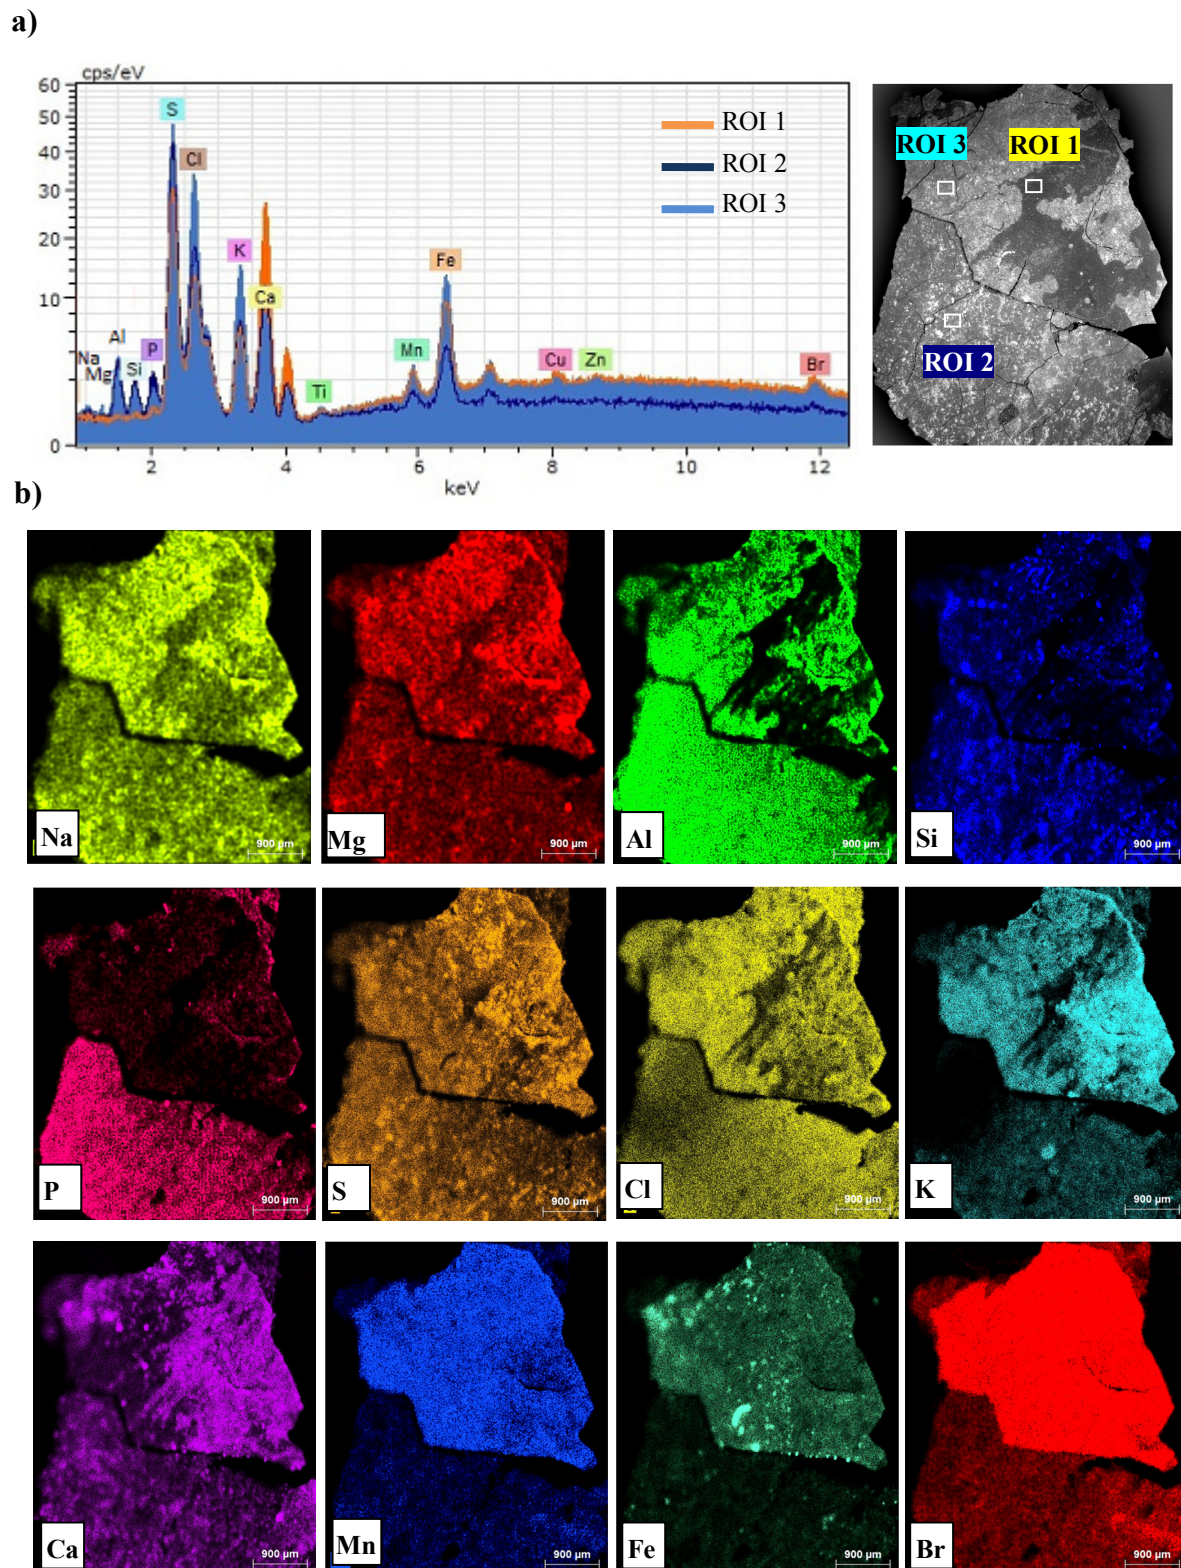 a)
cps/eV
60
50
40
30
20
10
0
S
Cl
K
Ca
Al
Na
Mg
Si
P
Ti
Mn
Fe
Cu
Zn
Br
2
4
6
8
10
12
keV
ROI 1
ROI 2
ROI 3
ROI 3
ROI 1
ROI 2
b)
Na
900 µm
Mg
900 µm
Al
900 µm
Si
900 µm
P
900 µm
S
900 µm
Cl
900 µm
K
900 µm
Ca
900 µm
Mn
900 µm
Fe
900 µm
Br
900 µm